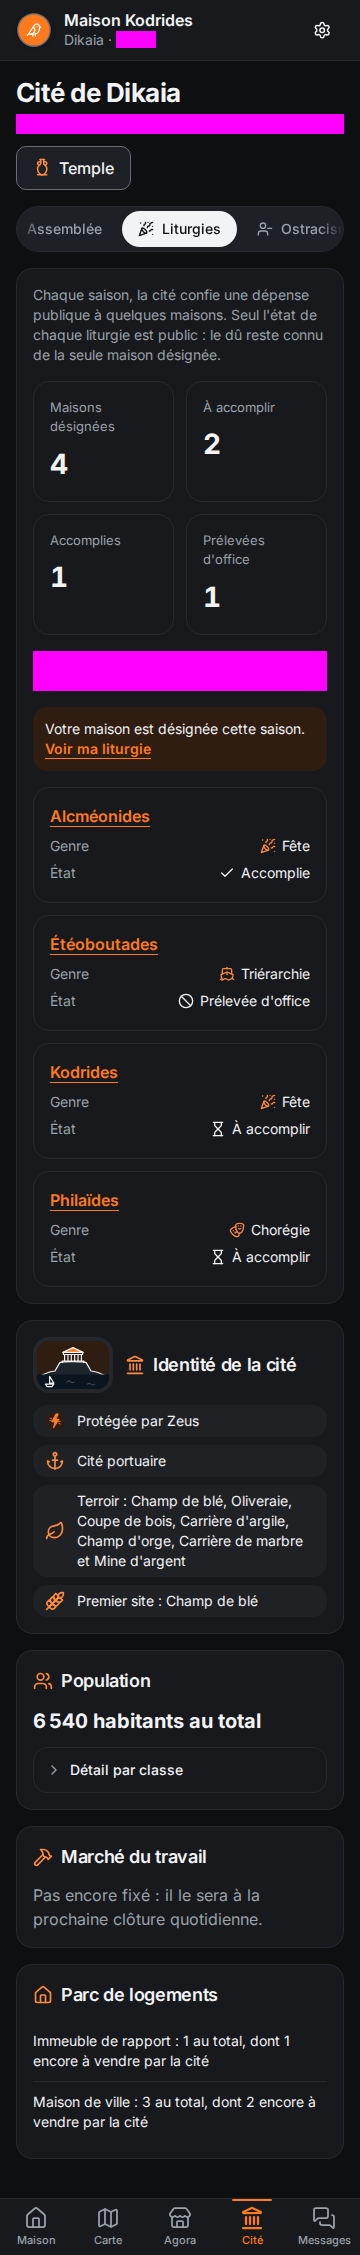 Maison Kodrides
Dikaia ·
Cité de Dikaia
Temple
Assemblée
Liturgies
Chaque saison, la cité confie une dépense
publique à quelques maisons. Seul l'état de
chaque liturgie est public : le dû reste connu
de la seule maison désignée.
Maisons
désignées
4
À accomplir
2
Accomplies
1
Prélevées
d'office
1
Votre maison est désignée cette saison.
Voir ma liturgie
Alcméonides
Genre
Fête
État
Accomplie
Étéoboutades
Genre
Triérarchie
État
Prélevée d'office
Kodrides
Genre
Fête
État
À accomplir
Philaïdes
Genre
Chorégie
État
À accomplir
Identité de la cité
Protégée par Zeus
Cité portuaire
Terroir : Champ de blé, Oliveraie,
Coupe de bois, Carrière d'argile,
Champ d'orge, Carrière de marbre
et Mine d'argent
Premier site : Champ de blé
Population
6 540 habitants au total
Détail par classe
Marché du travail
Pas encore fixé : il le sera à la
prochaine clôture quotidienne.
Parc de logements
Immeuble de rapport : 1 au total, dont 1
encore à vendre par la cité
Maison de ville : 3 au total, dont 2 encore à
vendre par la cité
Maison
Carte
Agora
Cité
Messages